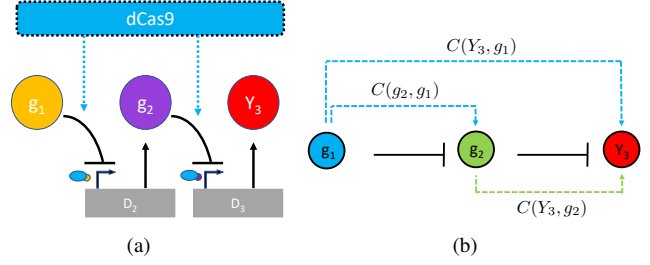 dCas9
g₁ g₂ Y₃
D₂ D₃
(a)
C(Y₃, g₁)
C(g₂, g₁)
g₁ g₂ Y₃
C(Y₃, g₂)
(b)